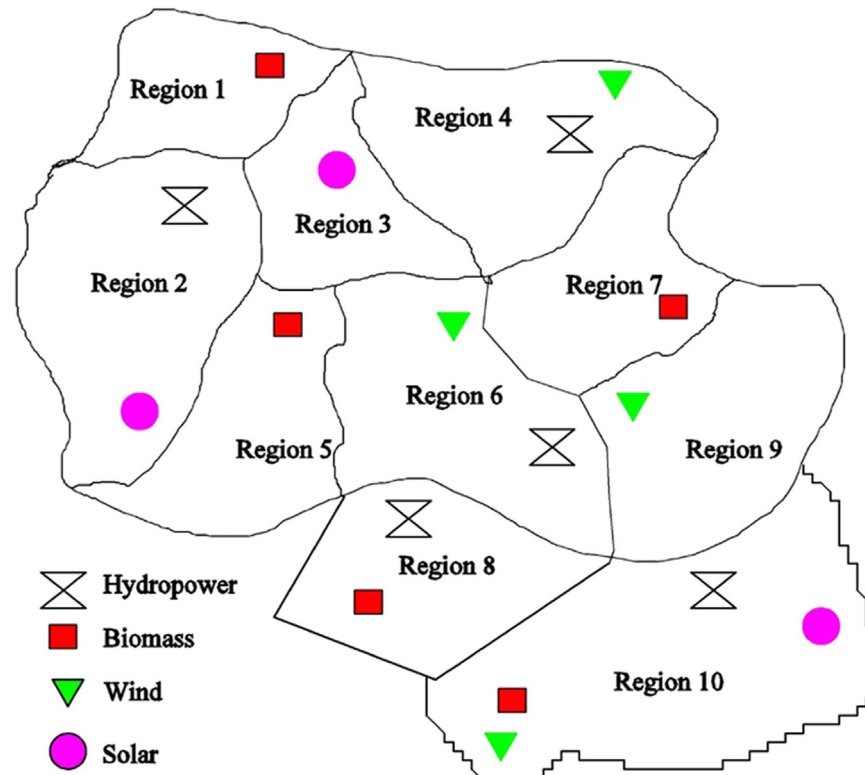 Region 1
Region 4
Region 3
Region 2
Region 7
Region 6
Region 5
Region 9
Region 8
Region 10
Hydropower
Biomass
Wind
Solar